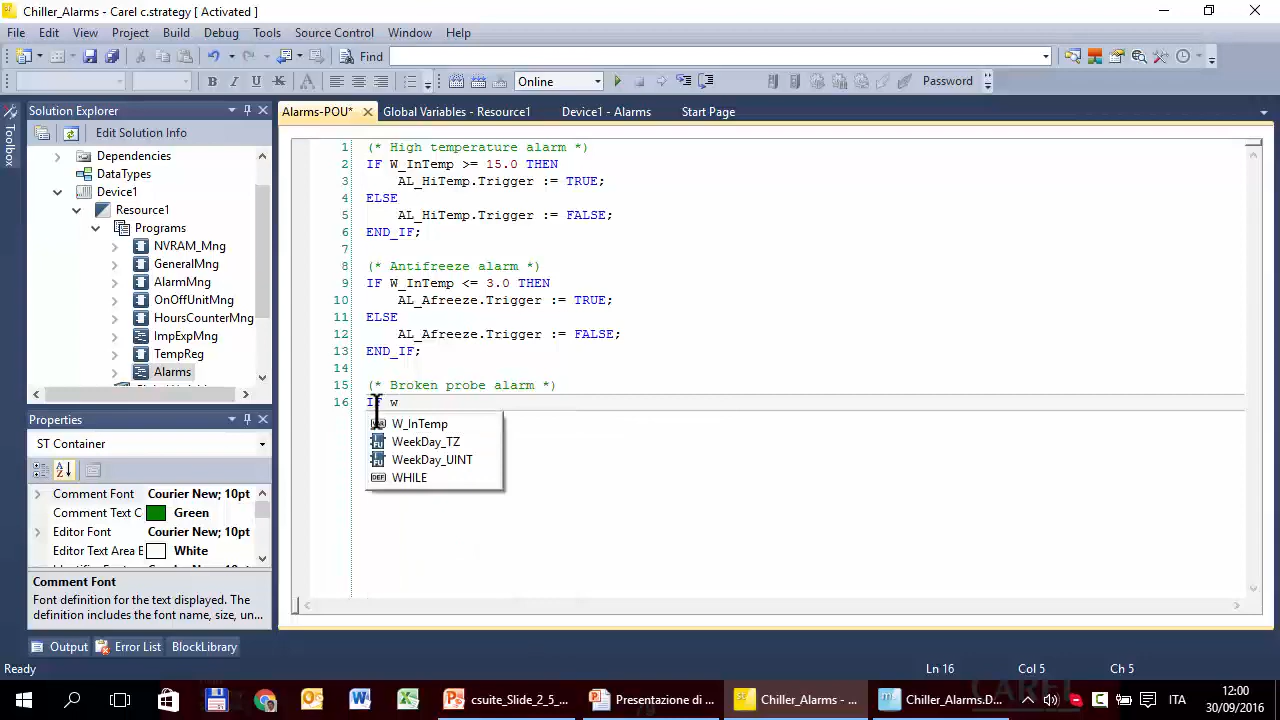 Chiller_Alarms - Carel c.strategy [ Activated ]
File Edit View Project Build Debug Tools Source Control Window Help
Find
B I U Online Password
Toolbox
Solution Explorer
Edit Solution Info
Dependencies
DataTypes
Device1
Resource1
Programs
NVRAM_Mng
GeneralMng
AlarmMng
OnOffUnitMng
HoursCounterMng
ImpExpMng
TempReg
Alarms
Properties
ST Container
Comment Font Courier New; 10pt
Comment Text C Green
Editor Font Courier New; 10pt
Editor Text Area E White
Comment Font
Font definition for the text displayed. The
definition includes the font name, size, un...
Output Error List BlockLibrary
Alarms-POU* Global Variables - Resource1 Device1 - Alarms Start Page
1 (* High temperature alarm *)
2 IF W_InTemp >= 15.0 THEN
3 AL_HiTemp.Trigger := TRUE;
4 ELSE
5 AL_HiTemp.Trigger := FALSE;
6 END_IF;
7
8 (* Antifreeze alarm *)
9 IF W_InTemp <= 3.0 THEN
10 AL_Afreeze.Trigger := TRUE;
11 ELSE
12 AL_Afreeze.Trigger := FALSE;
13 END_IF;
14
15 (* Broken probe alarm *)
16 IF w
W_InTemp
FU WeekDay_TZ
FU WeekDay_UINT
DEF WHILE
Ready Ln 16 Col 5 Ch 5
csuite_Slide_2_5_... Presentazione di ... Chiller_Alarms - ... Chiller_Alarms.D... ITA 12:00
30/09/2016